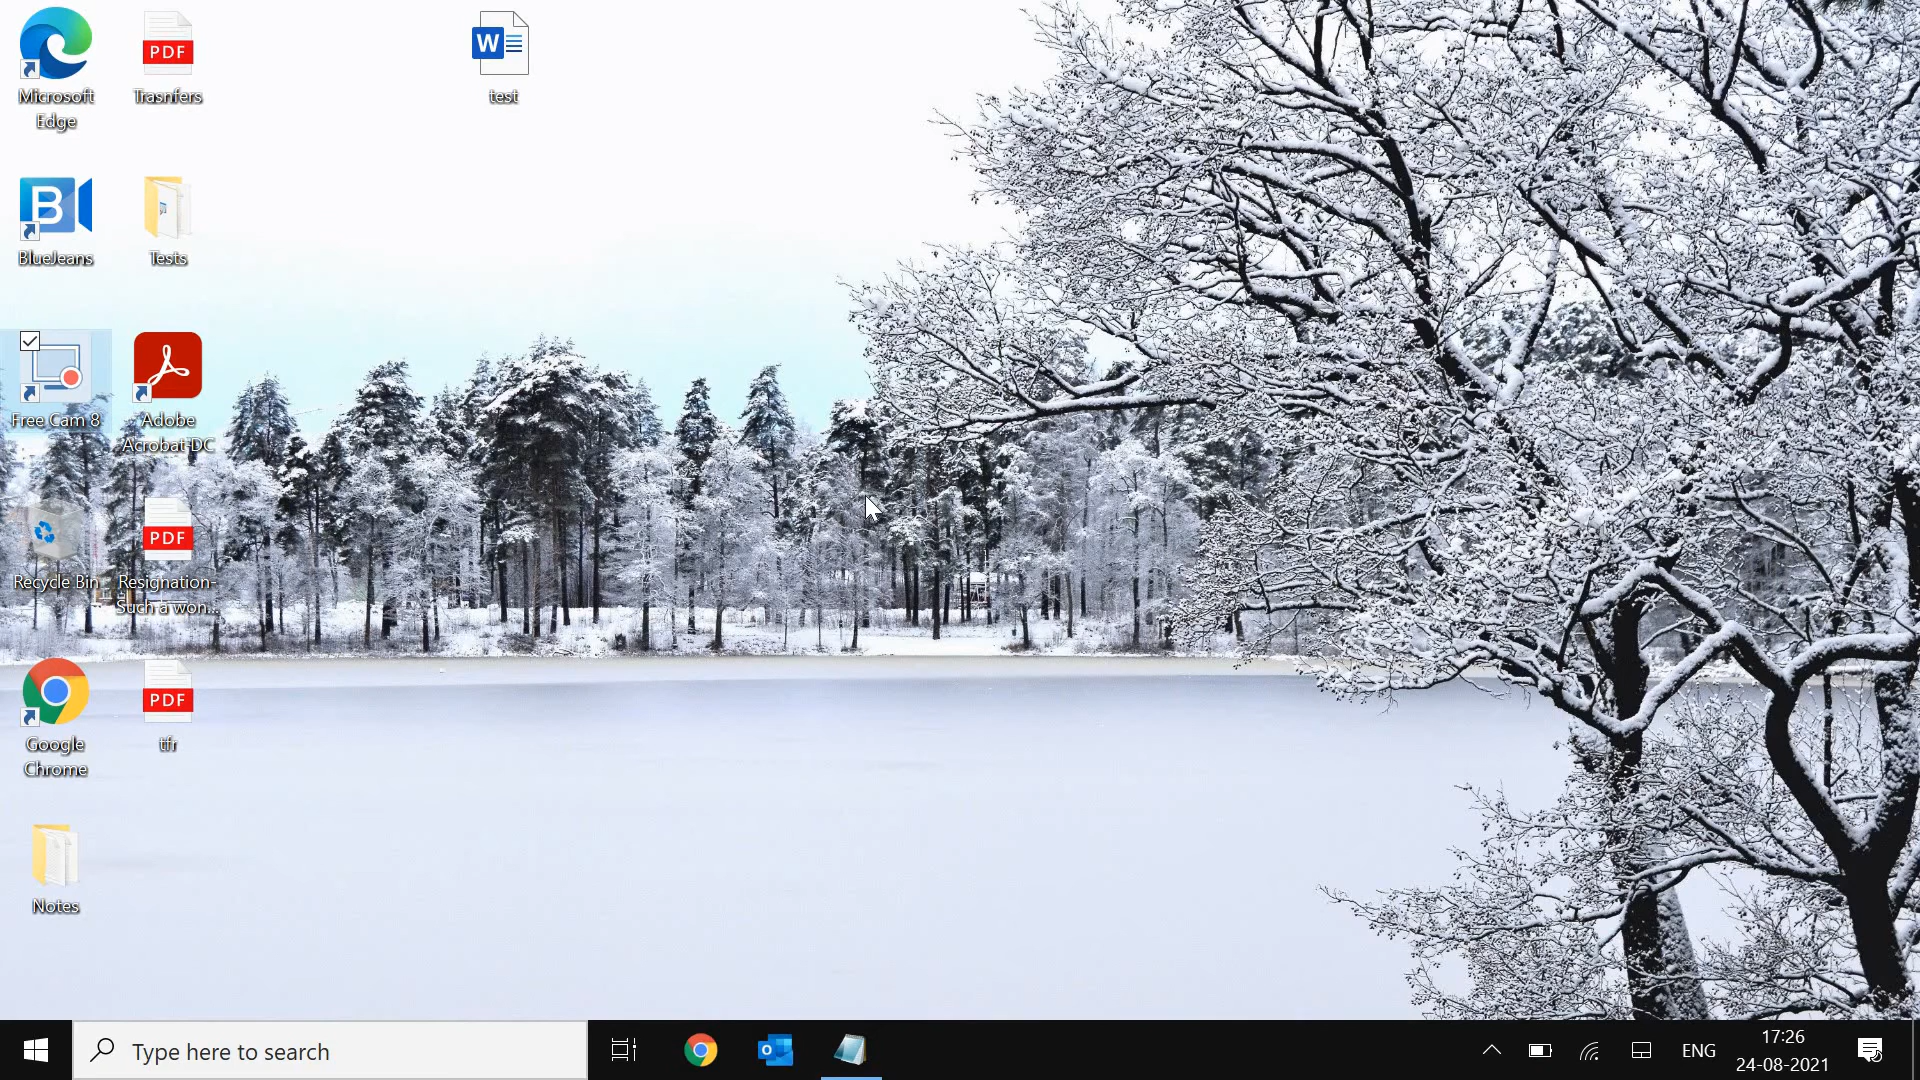 Microsoft
Edge
PDF
Trasnfers
W
test
B
BlueJeans
Tests
Free Cam 8
Adobe
Acrobat DC
Recycle Bin
PDF
Resignation-
Such a won...
Google
Chrome
PDF
tfr
Notes
Type here to search
o
ENG
17:26
24-08-2021